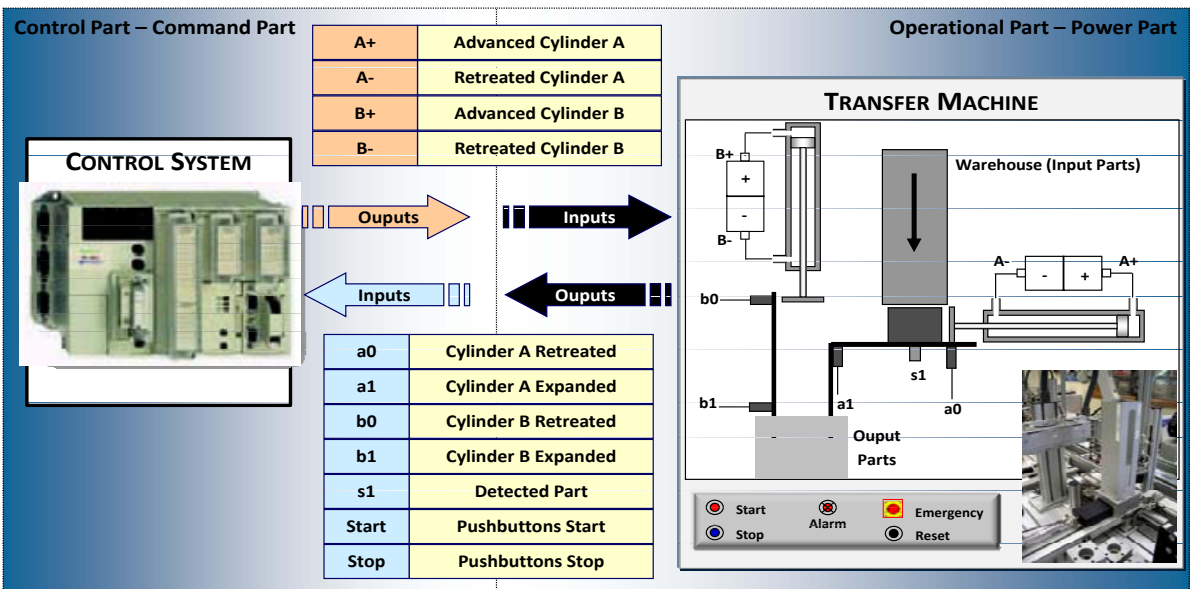 Control Part – Command Part
Operational Part – Power Part
A+ Advanced Cylinder A
A- Retreated Cylinder A
B+ Advanced Cylinder B
B- Retreated Cylinder B
CONTROL SYSTEM
Ouputs
Inputs
Inputs
Ouputs
a0 Cylinder A Retreated
a1 Cylinder A Expanded
b0 Cylinder B Retreated
b1 Cylinder B Expanded
s1 Detected Part
Start Pushbuttons Start
Stop Pushbuttons Stop
TRANSFER MACHINE
B+
+
-
B-
Warehouse (Input Parts)
A-
- +
A+
b0
s1
b1
a1
a0
Ouput
Parts
Start
Alarm
Emergency
Stop
Reset